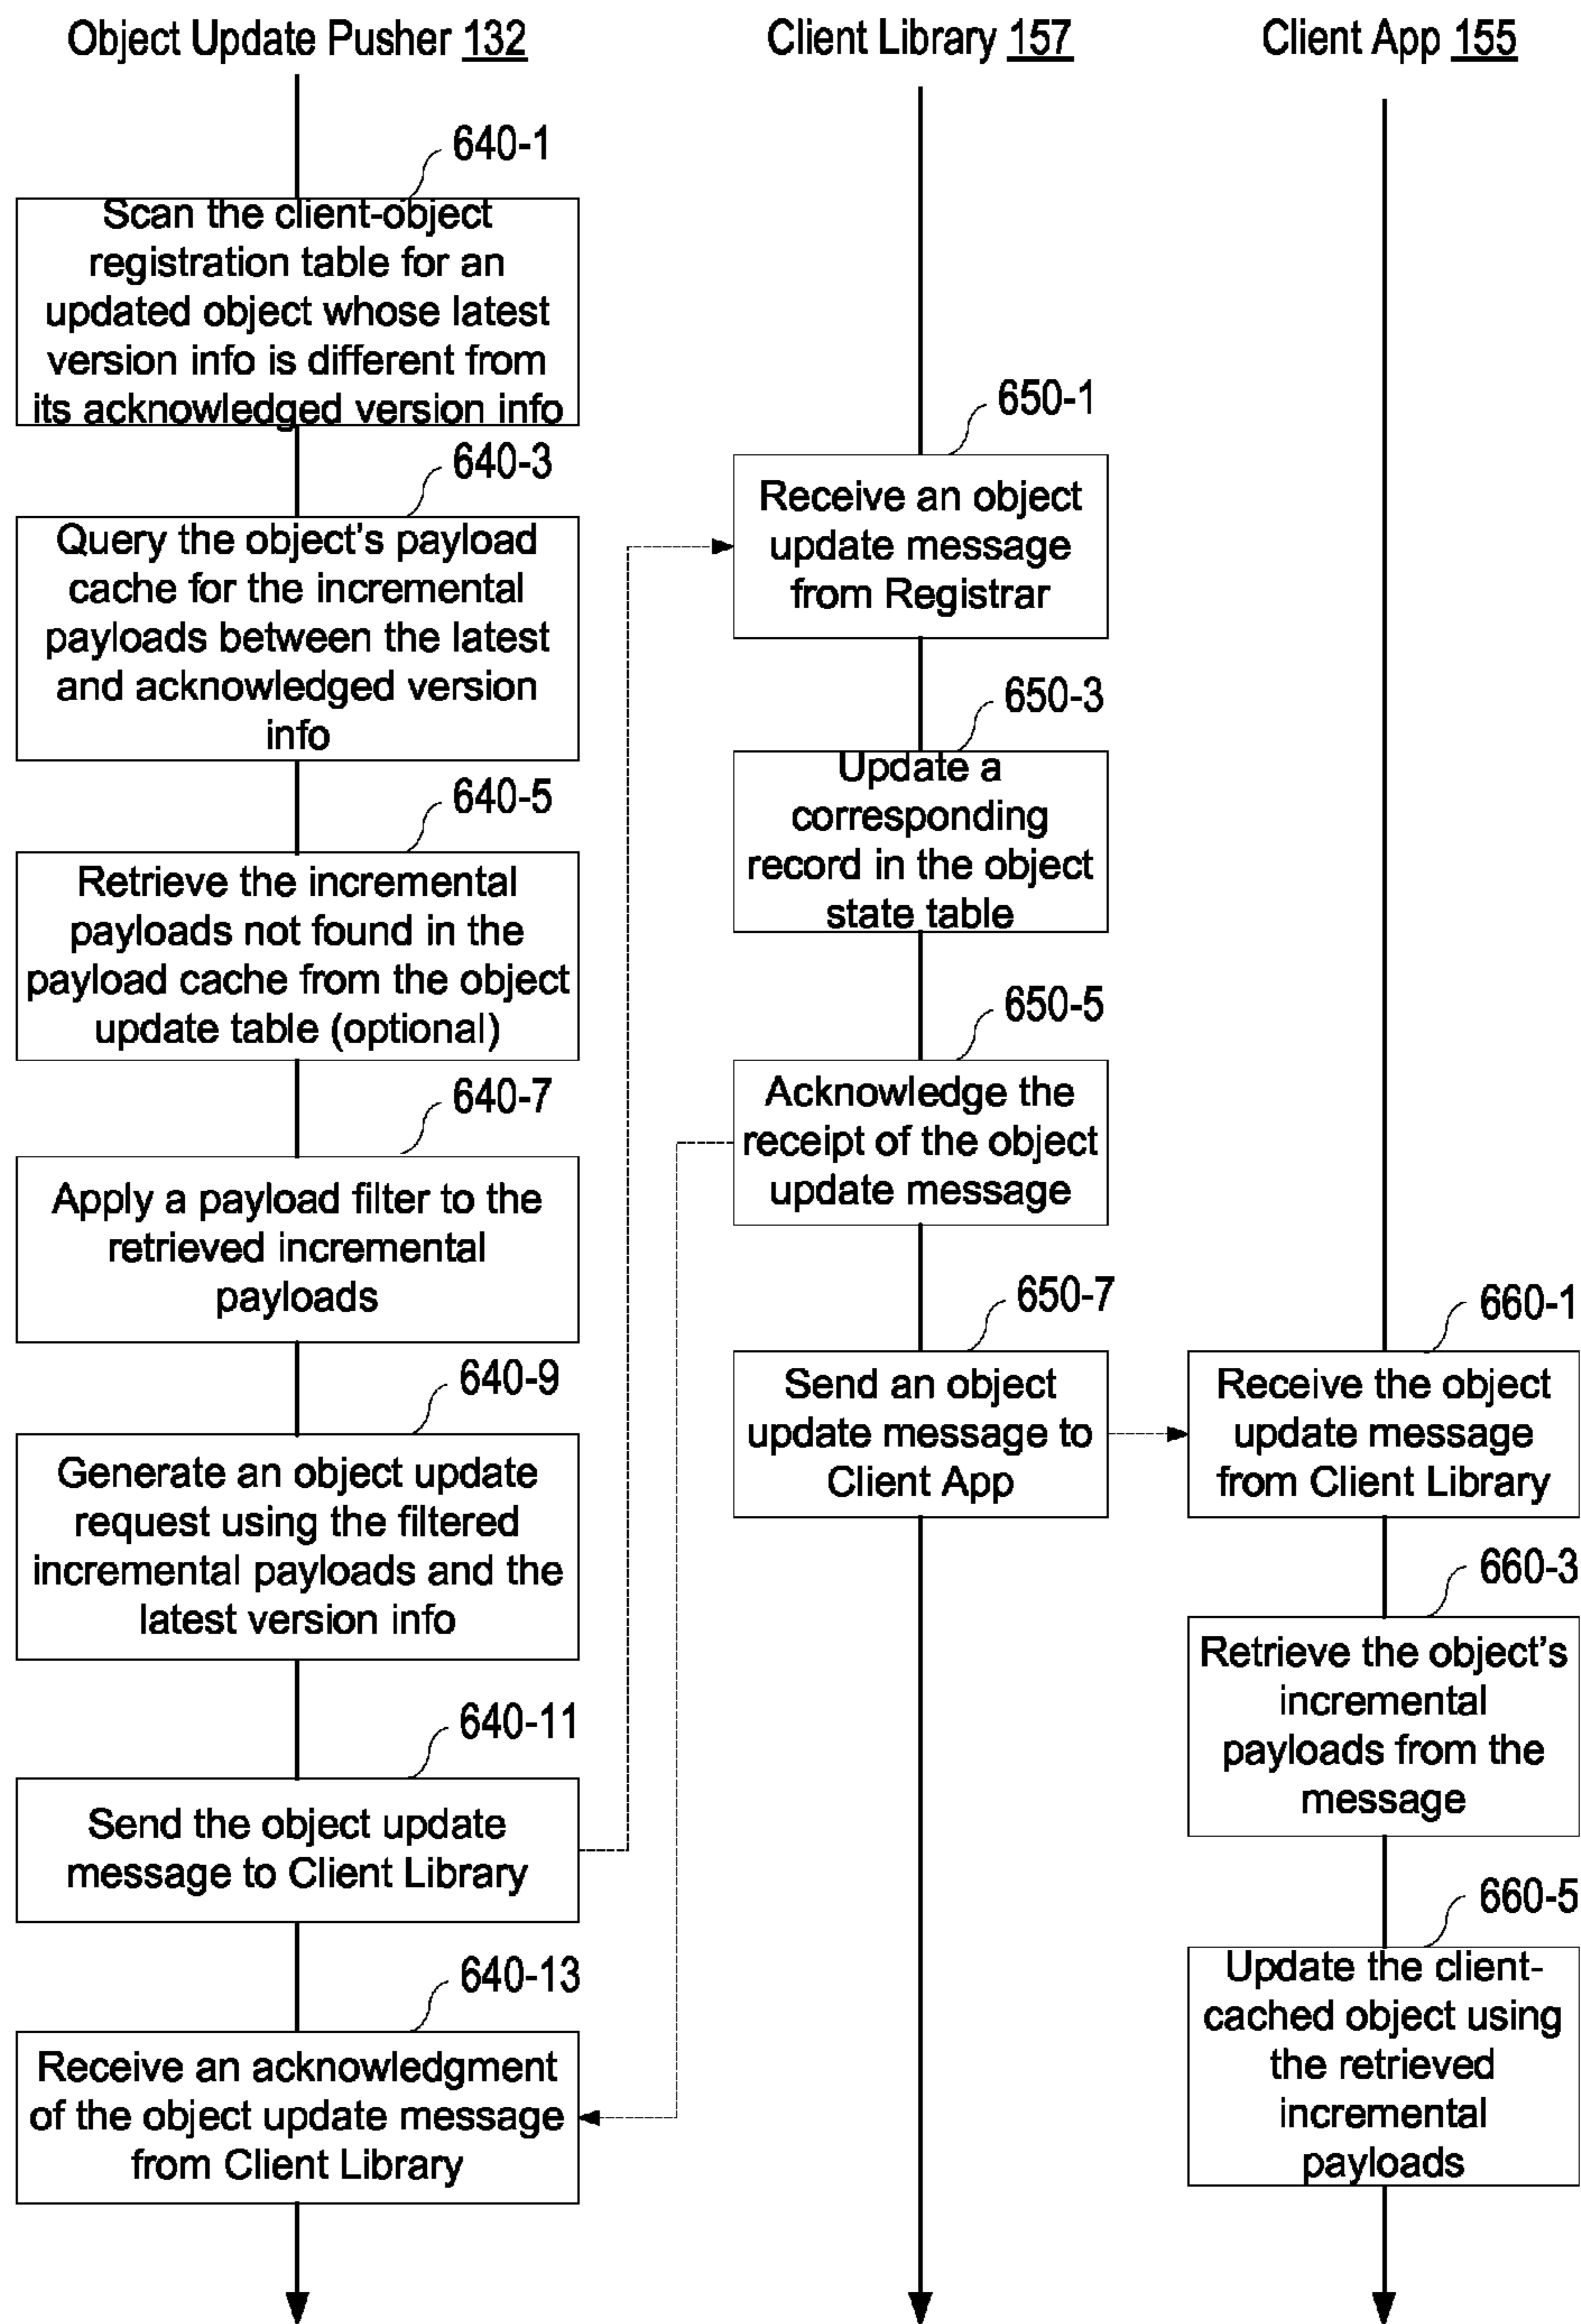 Object Update Pusher 132
640-1
Scan the client-object
registration table for an
updated object whose latest
version info is different from
its acknowledged version info
640-3
Query the object's payload
cache for the incremental
payloads between the latest
and acknowledged version
info
640-5
Retrieve the incremental
payloads not found in the
payload cache from the object
update table (optional)
640-7
Apply a payload filter to the
retrieved incremental
payloads
640-9
Generate an object update
request using the filtered
incremental payloads and the
latest version info
640-11
Send the object update
message to Client Library
640-13
Receive an acknowledgment
of the object update message
from Client Library
Client Library 157
650-1
Receive an object
update message
from Registrar
650-3
Update a
corresponding
record in the object
state table
650-5
Acknowledge the
receipt of the object
update message
650-7
Send an object
update message to
Client App
Client App 155
660-1
Receive the object
update message
from Client Library
660-3
Retrieve the object's
incremental
payloads from the
message
660-5
Update the client-
cached object using
the retrieved
incremental
payloads